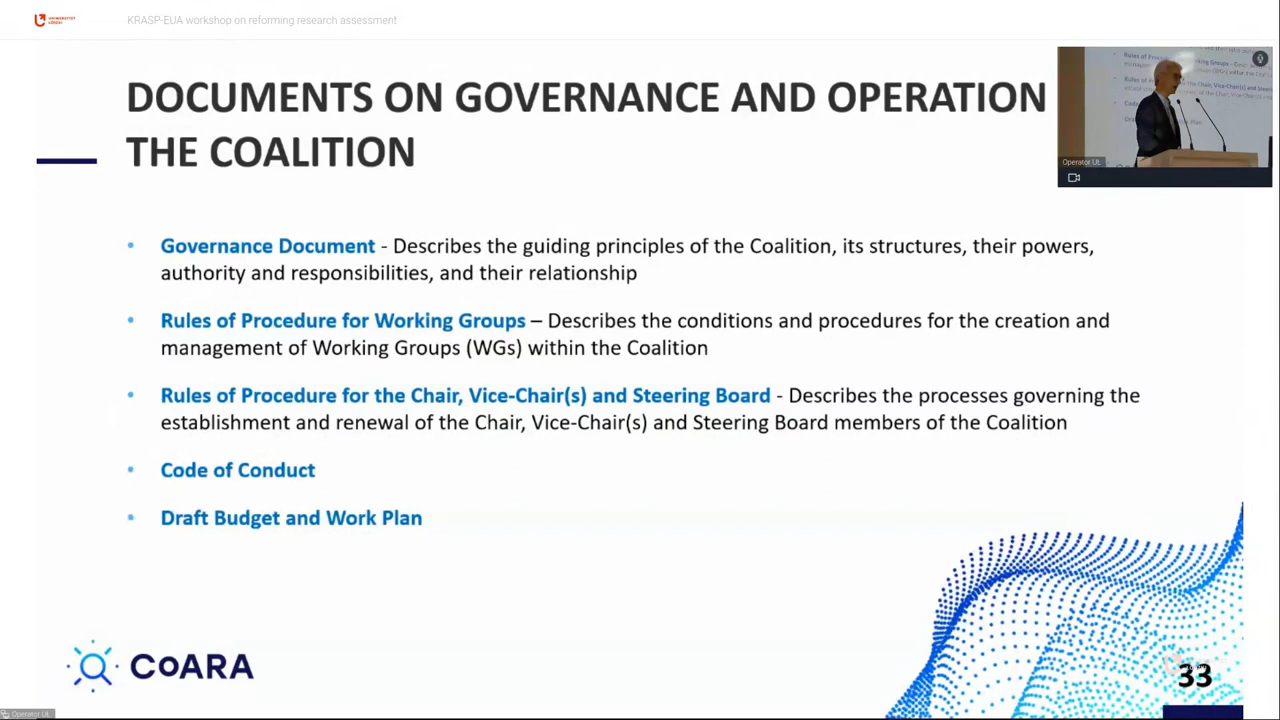 UNIWERSYTET
ŁÓDZKI
KRASP-EUA workshop on reforming research assessment
DOCUMENTS ON GOVERNANCE AND OPERATION
THE COALITION
Operator UL
• Governance Document - Describes the guiding principles of the Coalition, its structures, their powers,
authority and responsibilities, and their relationship
• Rules of Procedure for Working Groups – Describes the conditions and procedures for the creation and
management of Working Groups (WGs) within the Coalition
• Rules of Procedure for the Chair, Vice-Chair(s) and Steering Board - Describes the processes governing the
establishment and renewal of the Chair, Vice-Chair(s) and Steering Board members of the Coalition
• Code of Conduct
• Draft Budget and Work Plan
CoARA
33
Operator UL